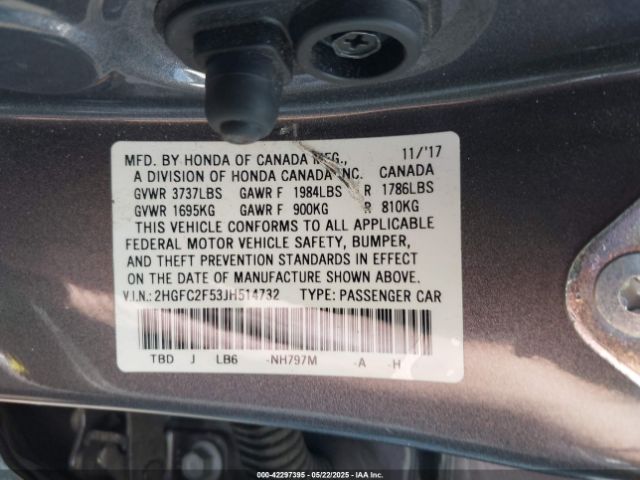 MFD. BY HONDA OF CANADA MFG., 11/'17
A DIVISION OF HONDA CANADA INC. CANADA
GVWR 3737LBS GAWR F 1984LBS R 1786LBS
GVWR 1695KG GAWR F 900KG R 810KG
THIS VEHICLE CONFORMS TO ALL APPLICABLE
FEDERAL MOTOR VEHICLE SAFETY, BUMPER,
AND THEFT PREVENTION STANDARDS IN EFFECT
ON THE DATE OF MANUFACTURE SHOWN ABOVE.
V.I.N.: 2HGFC2F53JH514732 TYPE: PASSENGER CAR
TBD J LB6 -NH797M -A -H
000-42297395 - 05/22/2025 - IAA Inc.